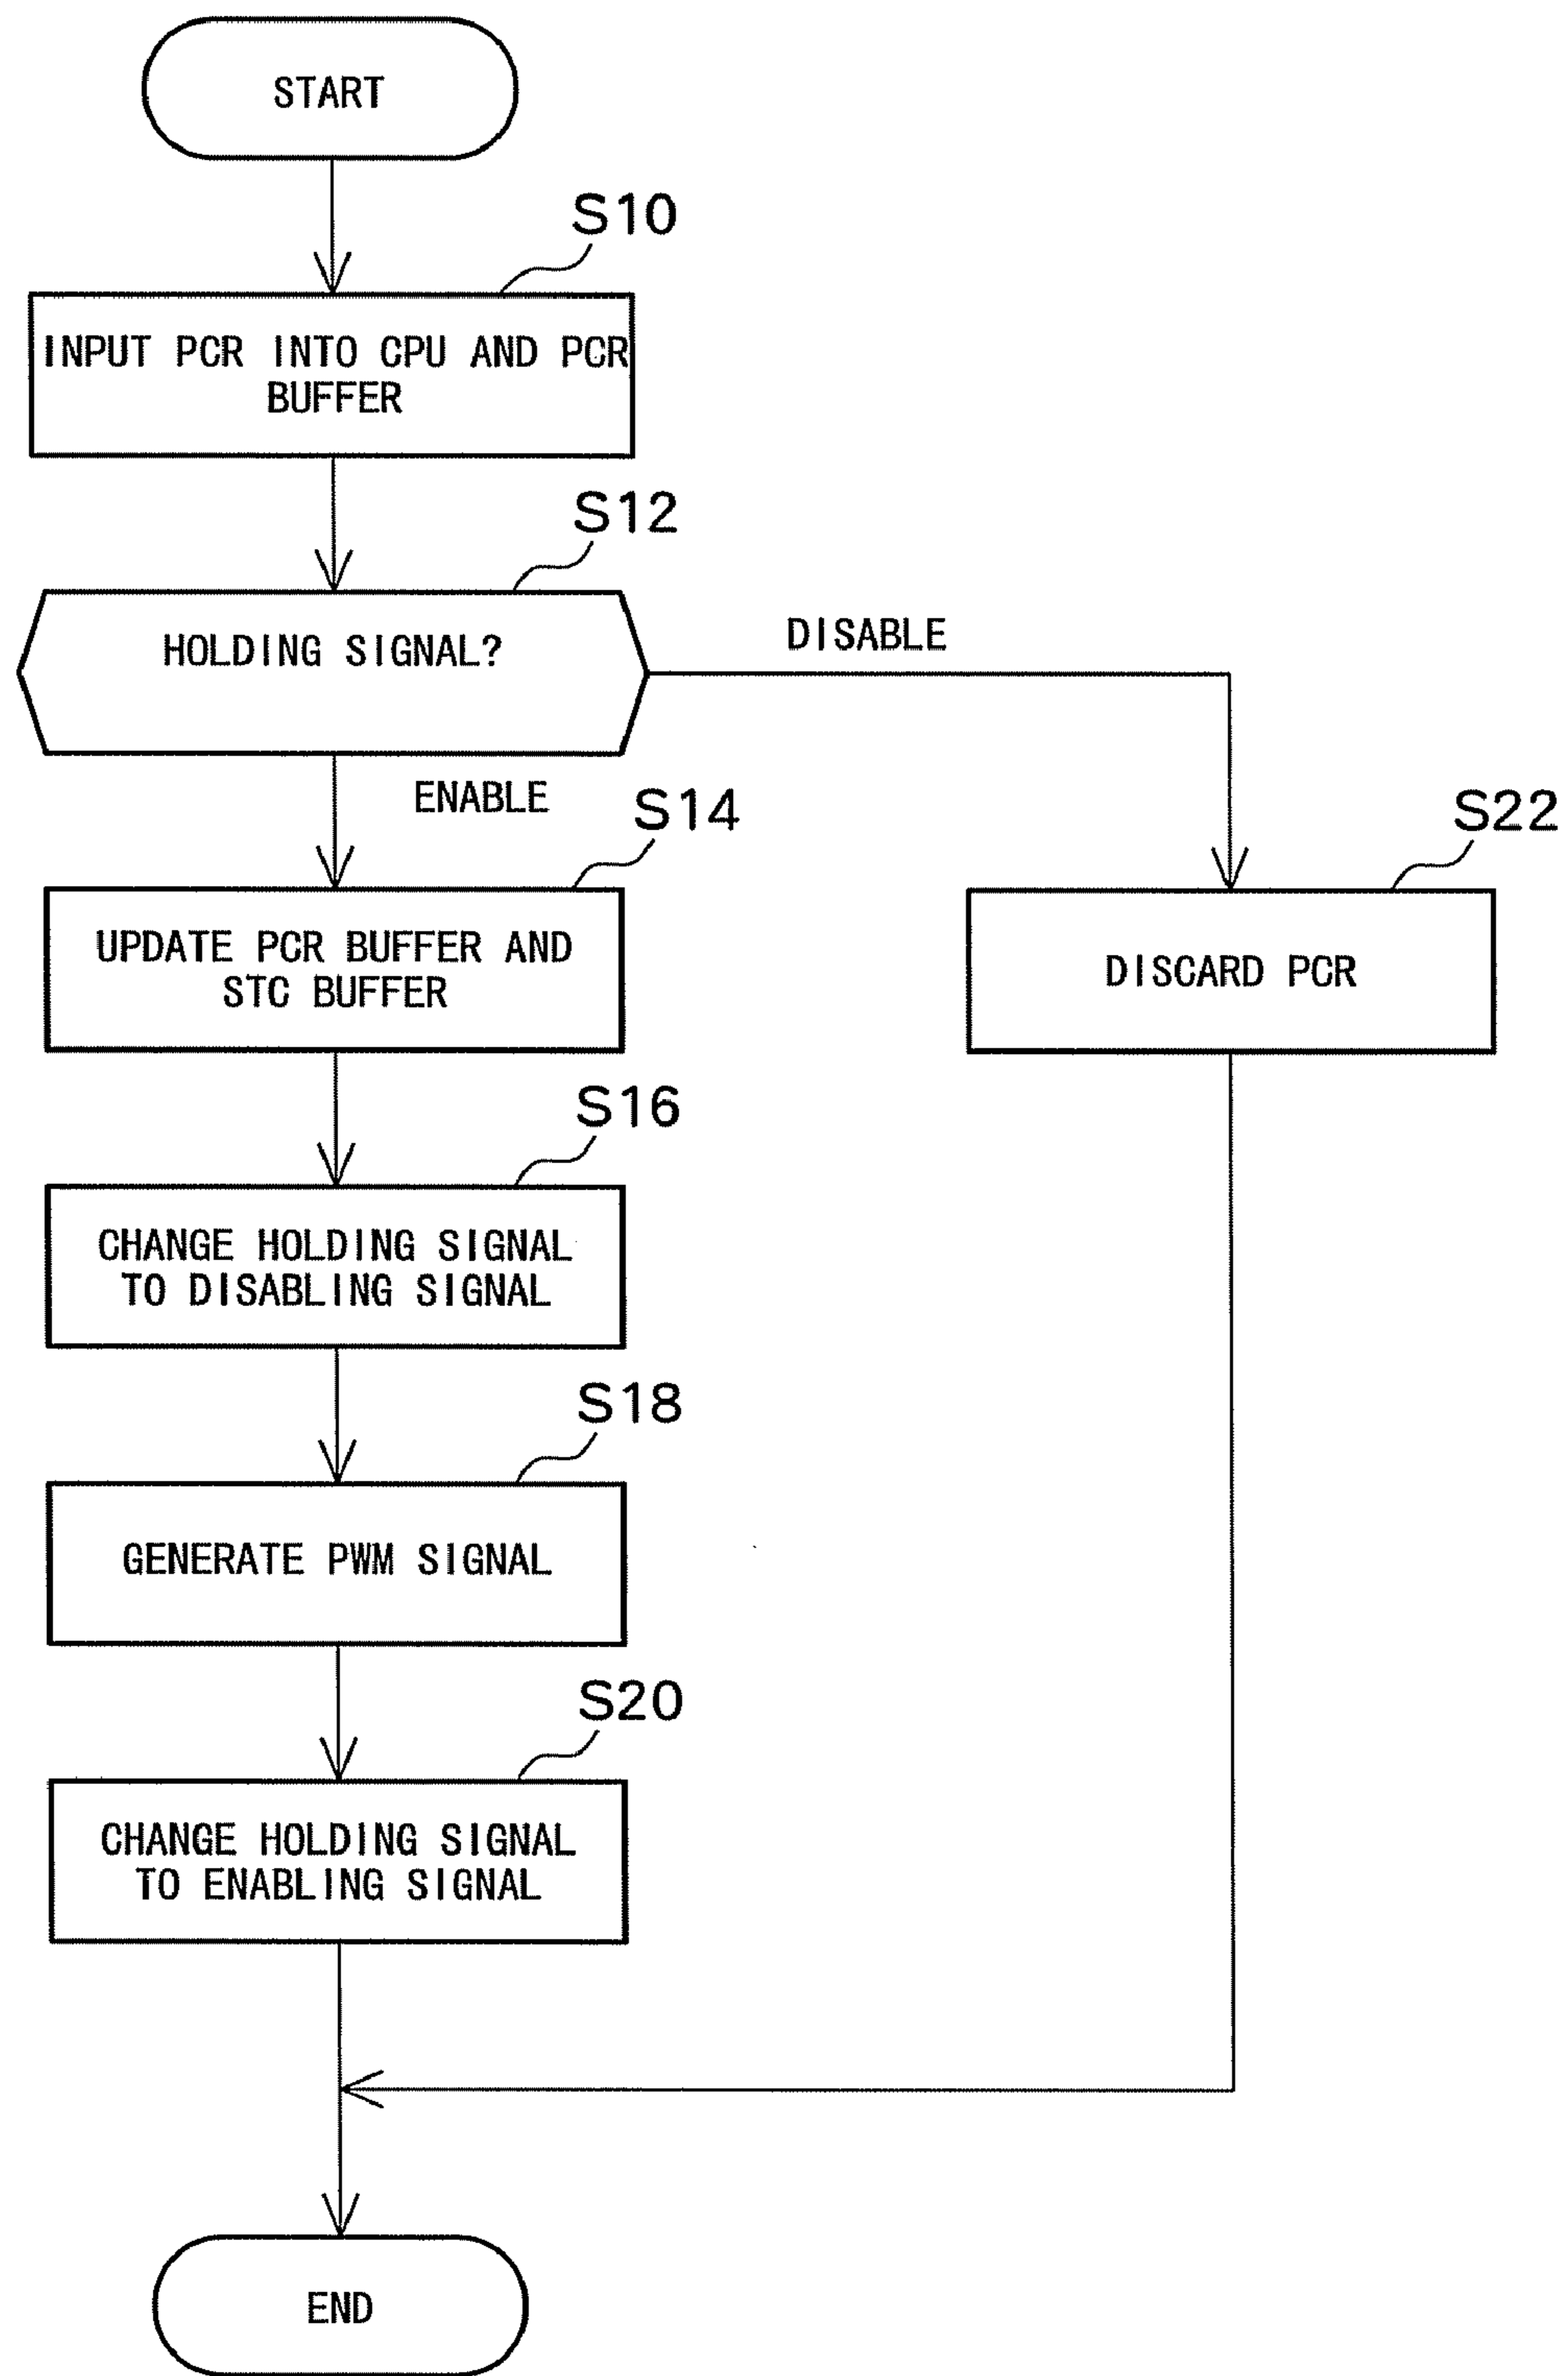 START
S10
INPUT PCR INTO CPU AND PCR
BUFFER
S12
HOLDING SIGNAL?
DISABLE
ENABLE
S14
UPDATE PCR BUFFER AND
STC BUFFER
S22
DISCARD PCR
S16
CHANGE HOLDING SIGNAL
TO DISABLING SIGNAL
S18
GENERATE PWM SIGNAL
S20
CHANGE HOLDING SIGNAL
TO ENABLING SIGNAL
END